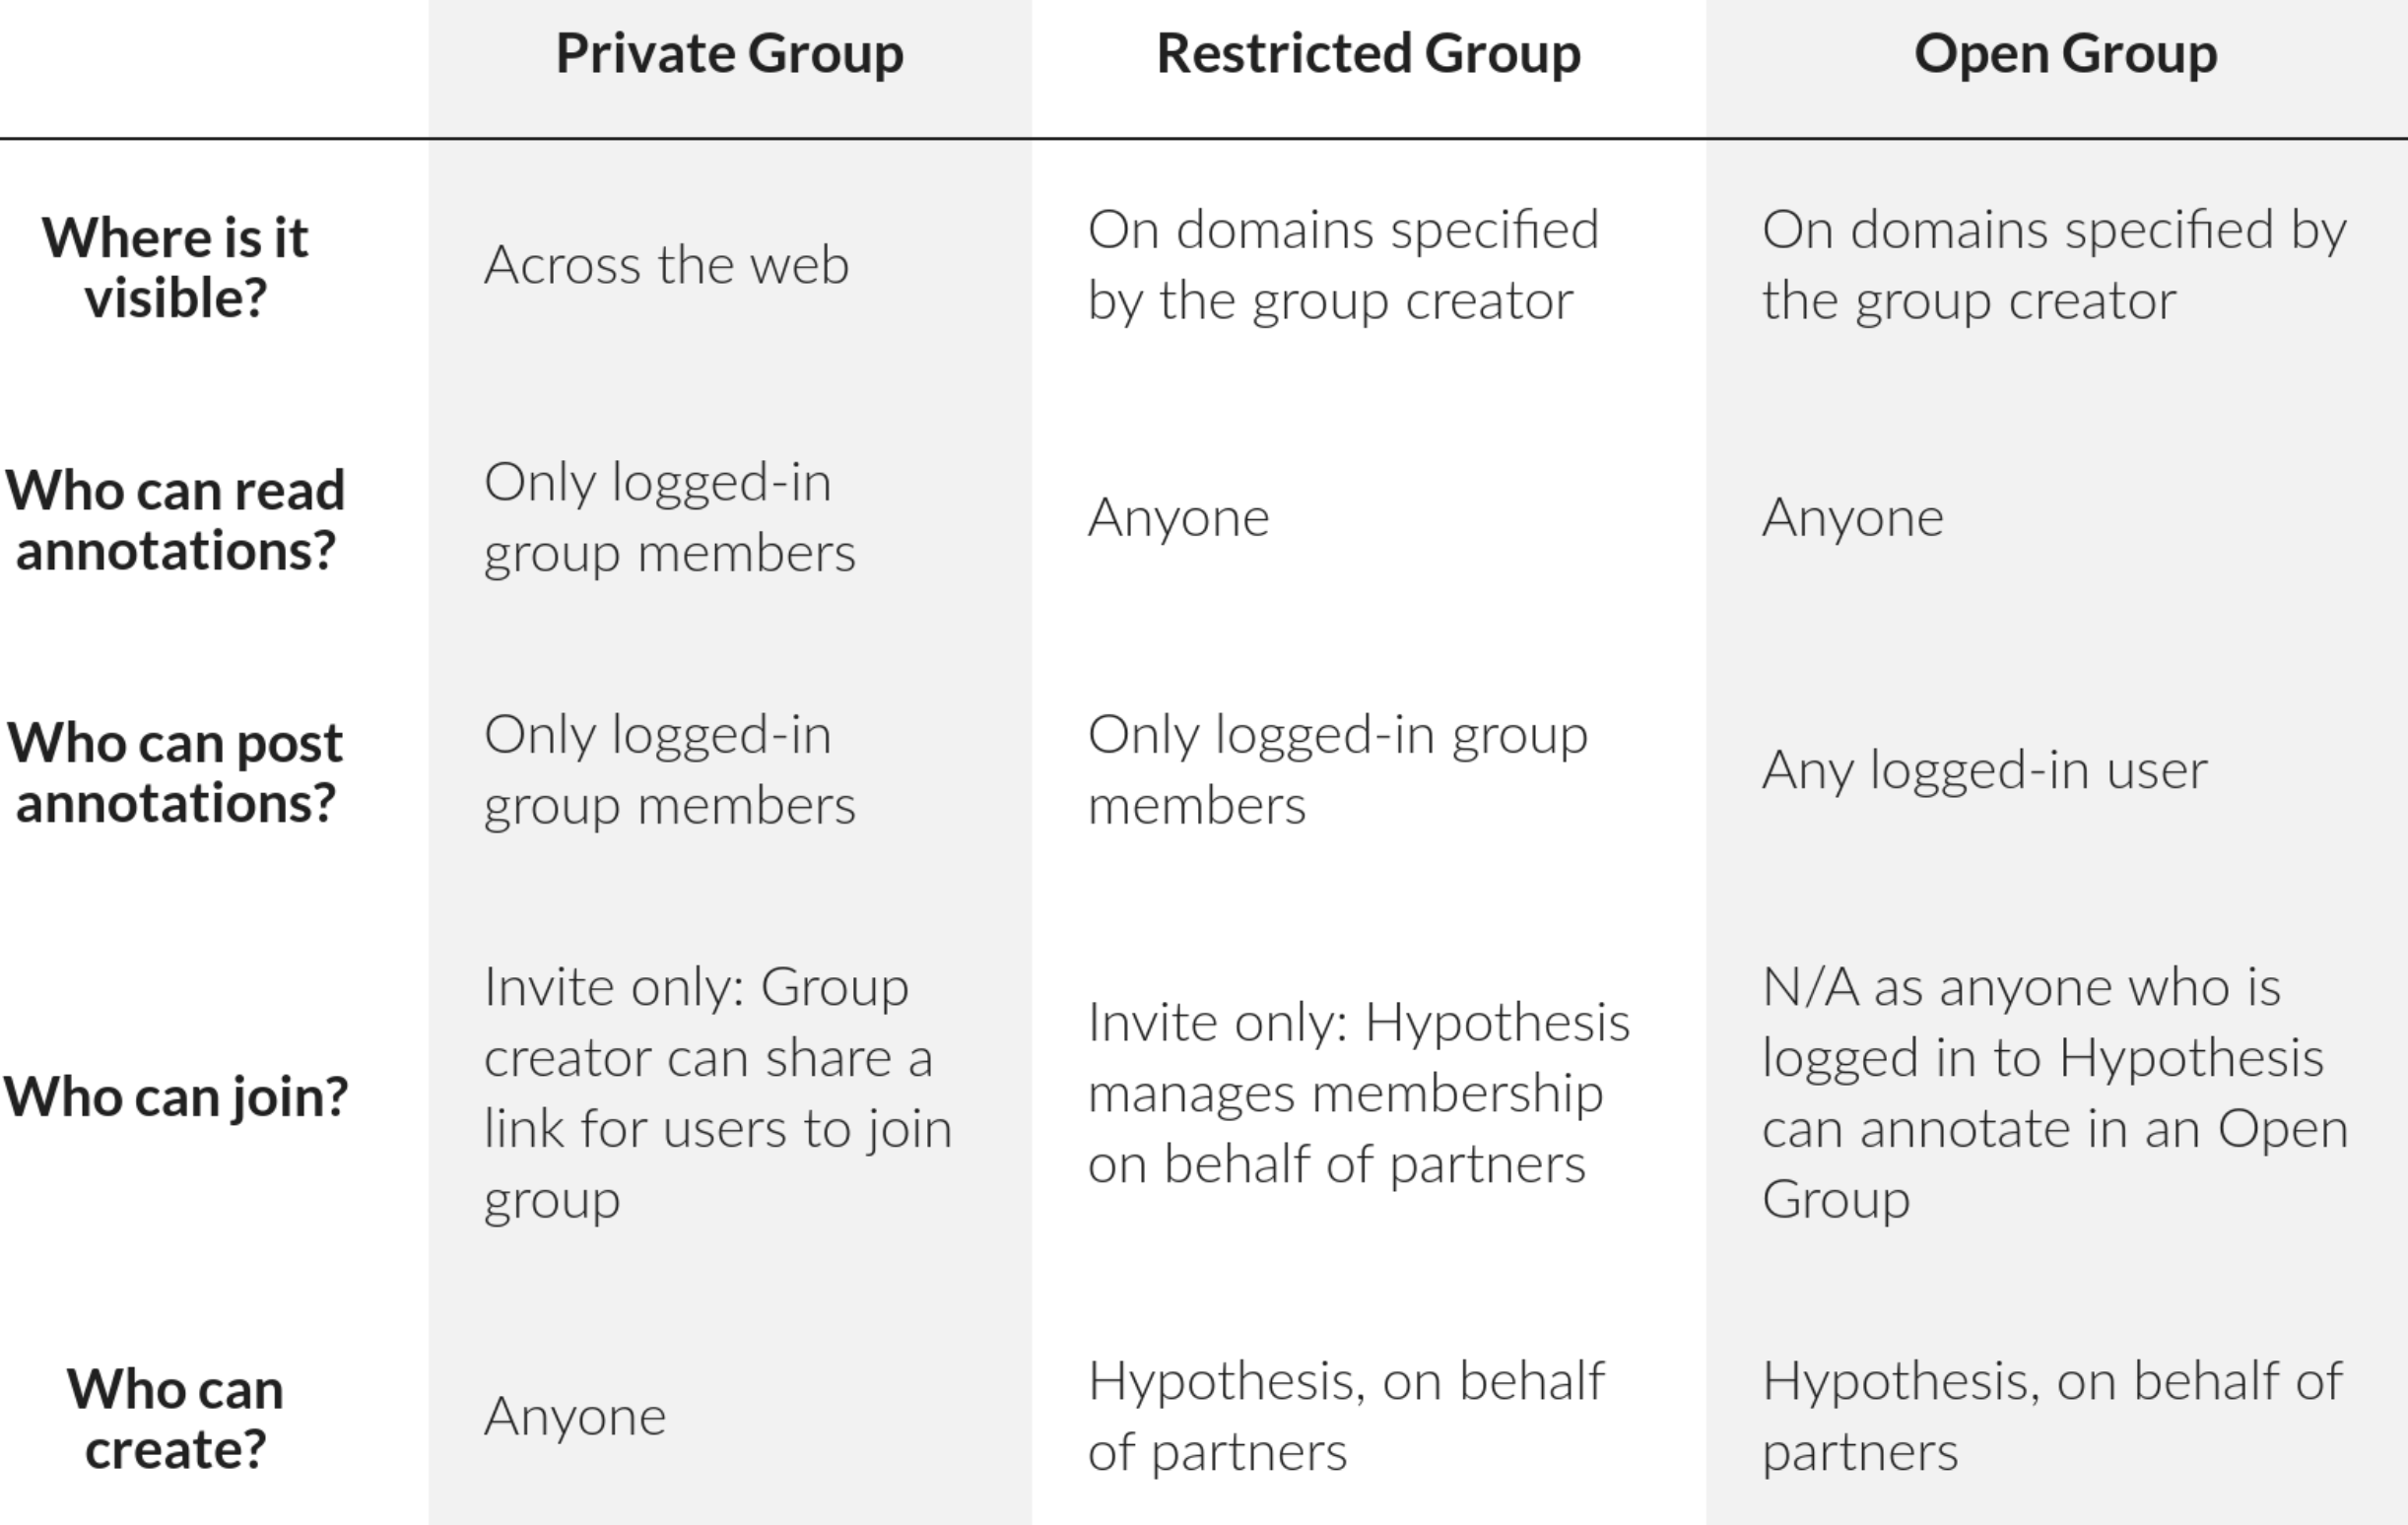 Private Group
Restricted Group
Open Group
Where is it
visible?
Across the web
On domains specified
by the group creator
On domains specified by
the group creator
Who can read
annotations?
Only logged-in
group members
Anyone
Anyone
Who can post
annotations?
Only logged-in
group members
Only logged-in group
members
Any logged-in user
Who can join?
Invite only: Group
creator can share a
link for users to join
group
Invite only: Hypothesis
manages membership
on behalf of partners
N/A as anyone who is
logged in to Hypothesis
can annotate in an Open
Group
Who can
create?
Anyone
Hypothesis, on behalf
of partners
Hypothesis, on behalf of
partners